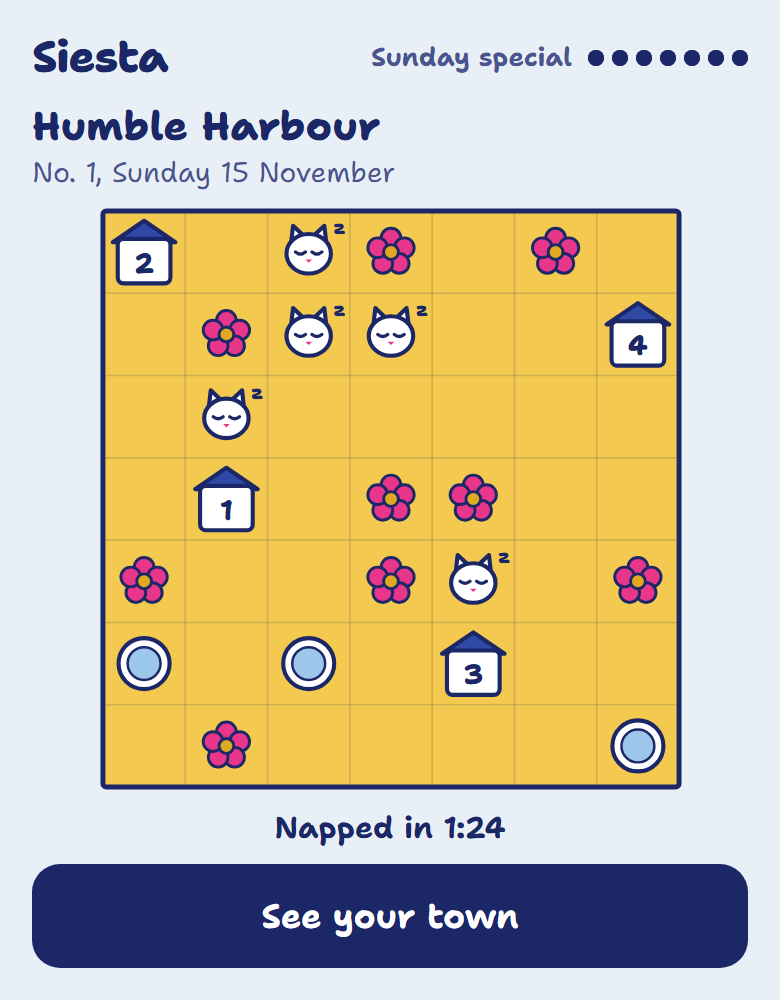 Siesta
Sunday special
Humble Harbour
No. 1, Sunday 15 November
2 z z
z z 4
z
1
z
3
Napped in 1:24
See your town